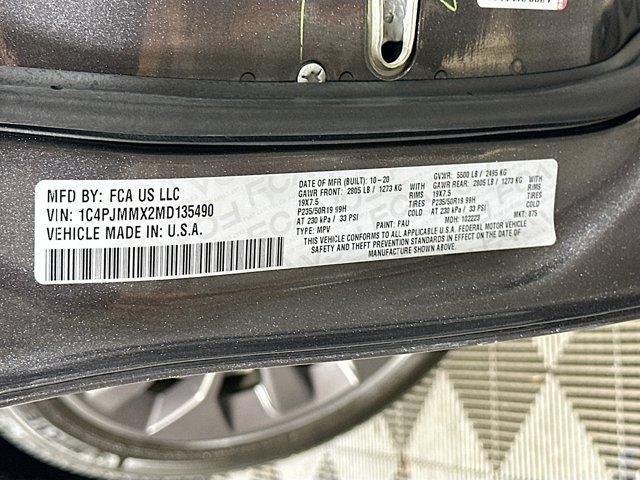 MFD BY: FCA US LLC
VIN: 1C4PJMMX2MD135490
VEHICLE MADE IN: U.S.A.
DATE OF MFR (BUILT): 10-20
GVWR: 5500 LB / 2495 KG
GAWR FRONT: 2805 LB / 1273 KG WITH
GAWR REAR: 2805 LB / 1273 KG WITH
19X7.5 RIMS
19X7.5 RIMS
P235/50R19 99H TIRES
P235/50R19 99H TIRES
AT 230 kPa / 33 PSI COLD
AT 230 kPa / 33 PSI COLD
TYPE: MPV PAINT: PAU MDH: 102223 MKT: 875
THIS VEHICLE CONFORMS TO ALL APPLICABLE U.S.A. FEDERAL MOTOR VEHICLE
SAFETY AND THEFT PREVENTION STANDARDS IN EFFECT ON THE DATE OF
MANUFACTURE SHOWN ABOVE.